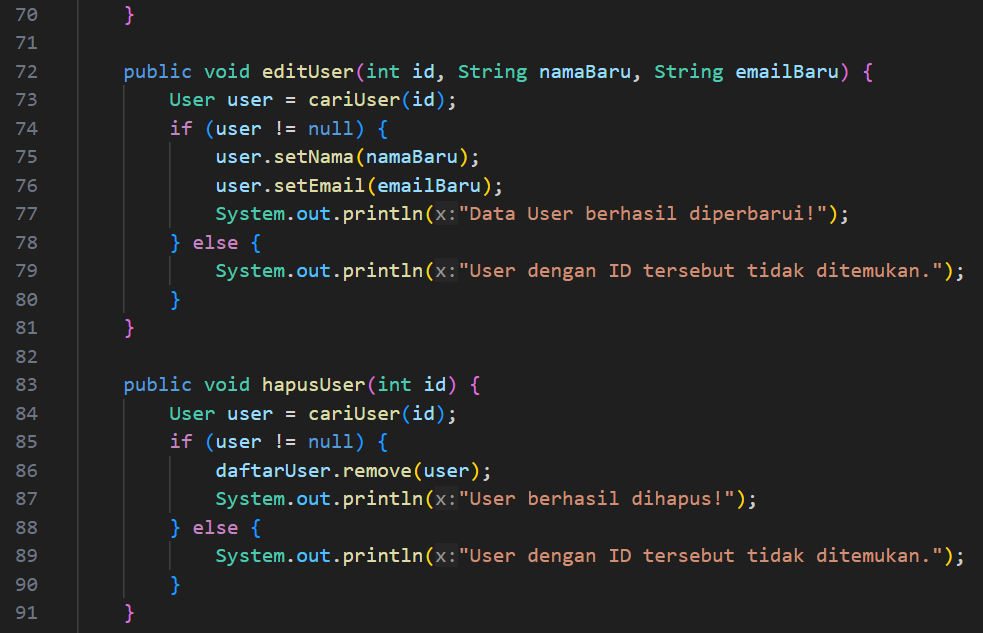 70 }
71
72 public void editUser(int id, String namaBaru, String emailBaru) {
73 User user = cariUser(id);
74 if (user != null) {
75 user.setNama(namaBaru);
76 user.setEmail(emailBaru);
77 System.out.println(x:"Data User berhasil diperbarui!");
78 } else {
79 System.out.println(x:"User dengan ID tersebut tidak ditemukan.");
80 }
81 }
82
83 public void hapusUser(int id) {
84 User user = cariUser(id);
85 if (user != null) {
86 daftarUser.remove(user);
87 System.out.println(x:"User berhasil dihapus!");
88 } else {
89 System.out.println(x:"User dengan ID tersebut tidak ditemukan.");
90 }
91 }